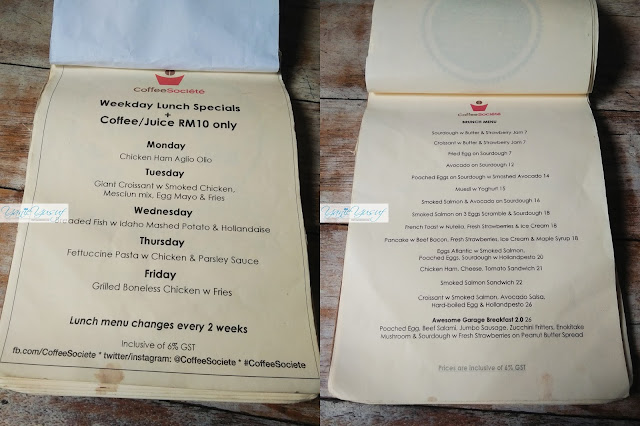 CoffeeSociété
Weekday Lunch Specials
+
Coffee/Juice RM10 only
Monday
Chicken Ham Aglio Olio
Tuesday
Giant Croissant w Smoked Chicken,
Mesclun mix, Egg Mayo & Fries
Wednesday
Breaded Fish w Idaho Mashed Potato & Hollandaise
Thursday
Fettuccine Pasta w Chicken & Parsley Sauce
Friday
Grilled Boneless Chicken w Fries
Lunch menu changes every 2 weeks
Inclusive of 6% GST
fb.com/CoffeeSociete * twitter/instagram: @CoffeeSociete * #CoffeeSociete
CoffeeSociété
BRUNCH MENU
Sourdough w Butter & Strawberry Jam 7
Croissant w Butter & Strawberry Jam 7
Fried Egg on Sourdough 7
Avocado on Sourdough 12
Poached Eggs on Sourdough w Smashed Avocado 14
Muesli w Yoghurt 15
Smoked Salmon & Avocado on Sourdough 16
Smoked Salmon on 3 Eggs Scramble & Sourdough 18
French Toast w Nutella, Fresh Strawberries & Ice Cream 18
Pancake w Beef Bacon, Fresh Strawberries, Ice Cream & Maple Syrup 18
Eggs Atlantic w Smoked Salmon,
Poached Eggs, Sourdough w Hollandpesto 20
Chicken Ham, Cheese, Tomato Sandwich 21
Smoked Salmon Sandwich 22
Croissant w Smoked Salmon, Avocado Salsa,
Hard-boiled Egg & Hollandpesto 26
Awesome Garage Breakfast 2.0 26
Poached Egg, Beef Salami, Jumbo Sausage, Zucchini Fritters, Enokitake
Mushroom & Sourdough w Fresh Strawberries on Peanut Butter Spread
Prices are inclusive of 6% GST